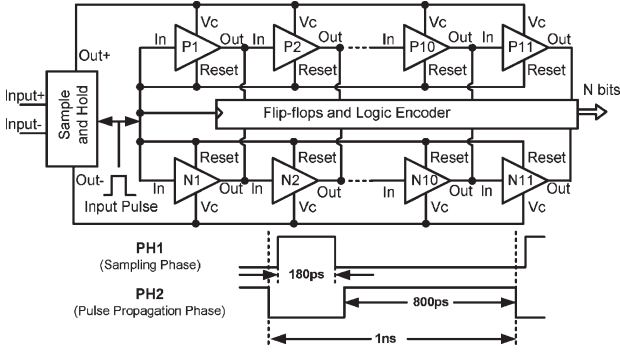 Vc Vc Vc Vc
In P1 Out In P2 Out In P10 Out In P11 Out
Out+
Reset Reset Reset Reset
Input+
Input-
Sample and Hold
Flip-flops and Logic Encoder
N bits
Reset Reset Reset Reset
Out-
In N1 Out In N2 Out In N10 Out In N11 Out
Input Pulse
Vc Vc Vc Vc
PH1
(Sampling Phase)
180ps
PH2
(Pulse Propagation Phase)
800ps
1ns